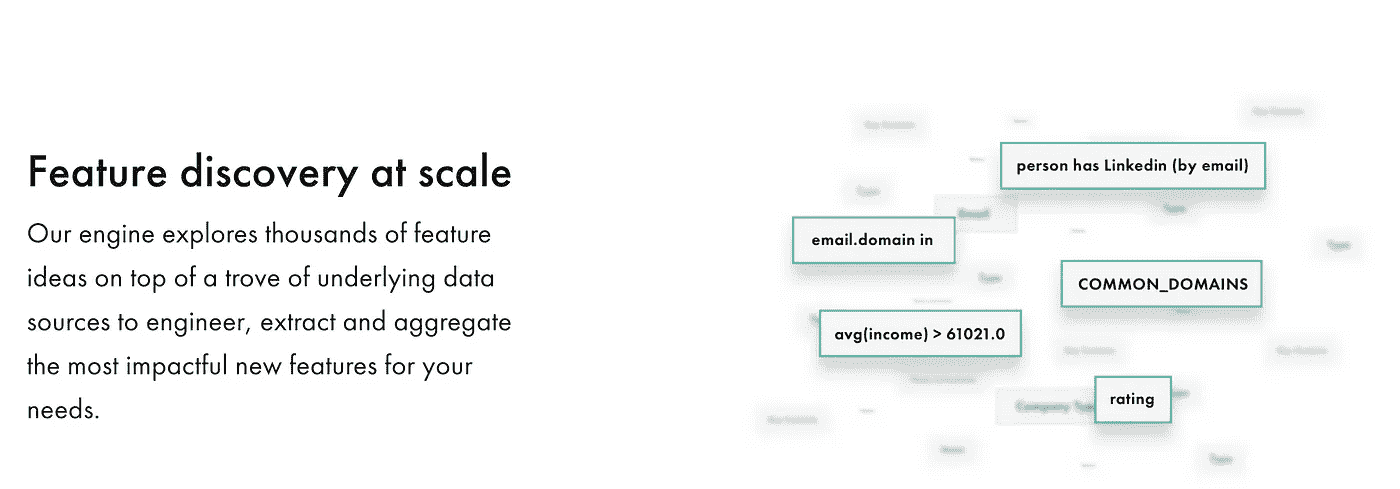 Feature discovery at scale
Our engine explores thousands of feature
ideas on top of a trove of underlying data
sources to engineer, extract and aggregate
the most impactful new features for your
needs.
person has Linkedin (by email)
Email
email.domain in
COMMON_DOMAINS
avg(income) > 61021.0
rating
Company